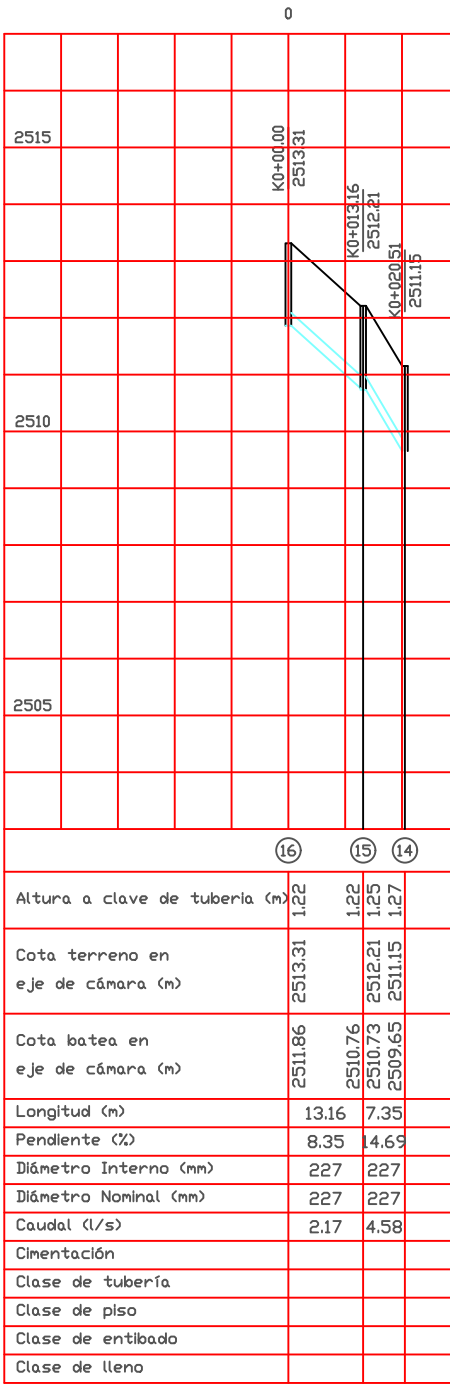 0
2515
K0+00.00
2513.31
K0+013.16
2512.21
K0+020.51
2511.15
2510
2505
16 15 14
Altura a clave de tuberia (m) 1.22 1.22 1.25 1.27
Cota terreno en
eje de cámara (m)
2513.31 2512.21 2511.15
Cota batea en
eje de cámara (m)
2511.86 2510.76 2510.73 2509.65
Longitud (m) 13.16 7.35
Pendiente (%) 8.35 14.69
Diámetro Interno (mm) 227 227
Diámetro Nominal (mm) 227 227
Caudal (l/s) 2.17 4.58
Cimentación
Clase de tubería
Clase de piso
Clase de entibado
Clase de lleno